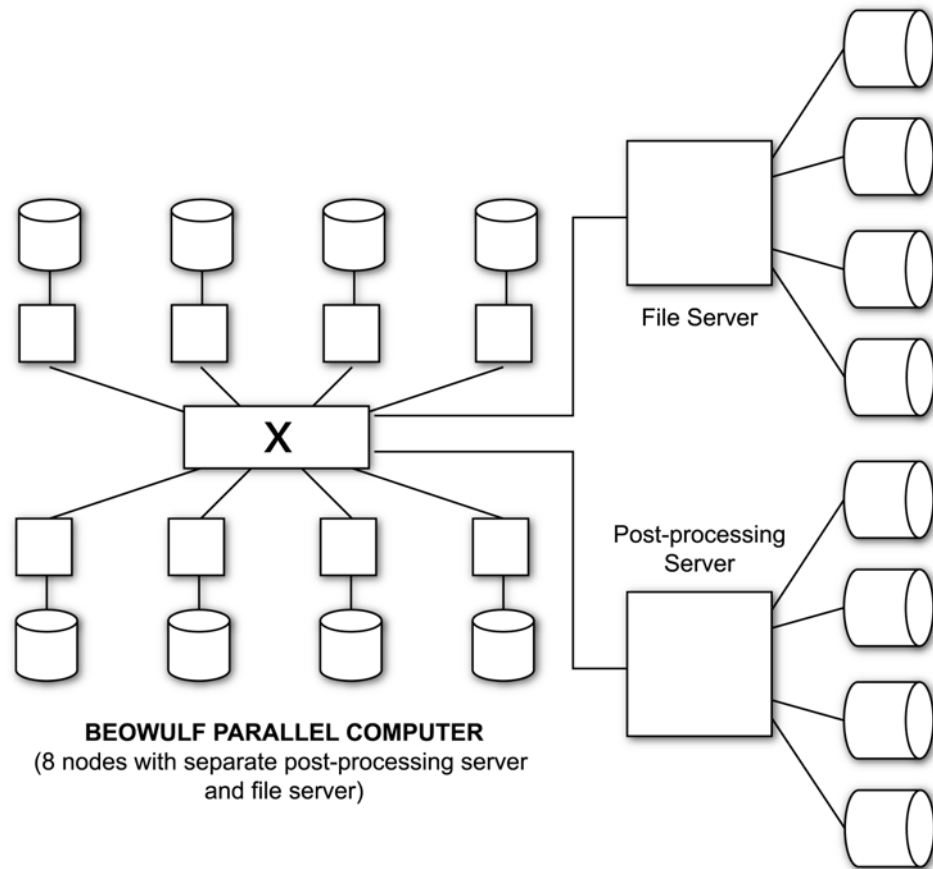 File Server
X
Post-processing
Server
BEOWULF PARALLEL COMPUTER
(8 nodes with separate post-processing server
and file server)